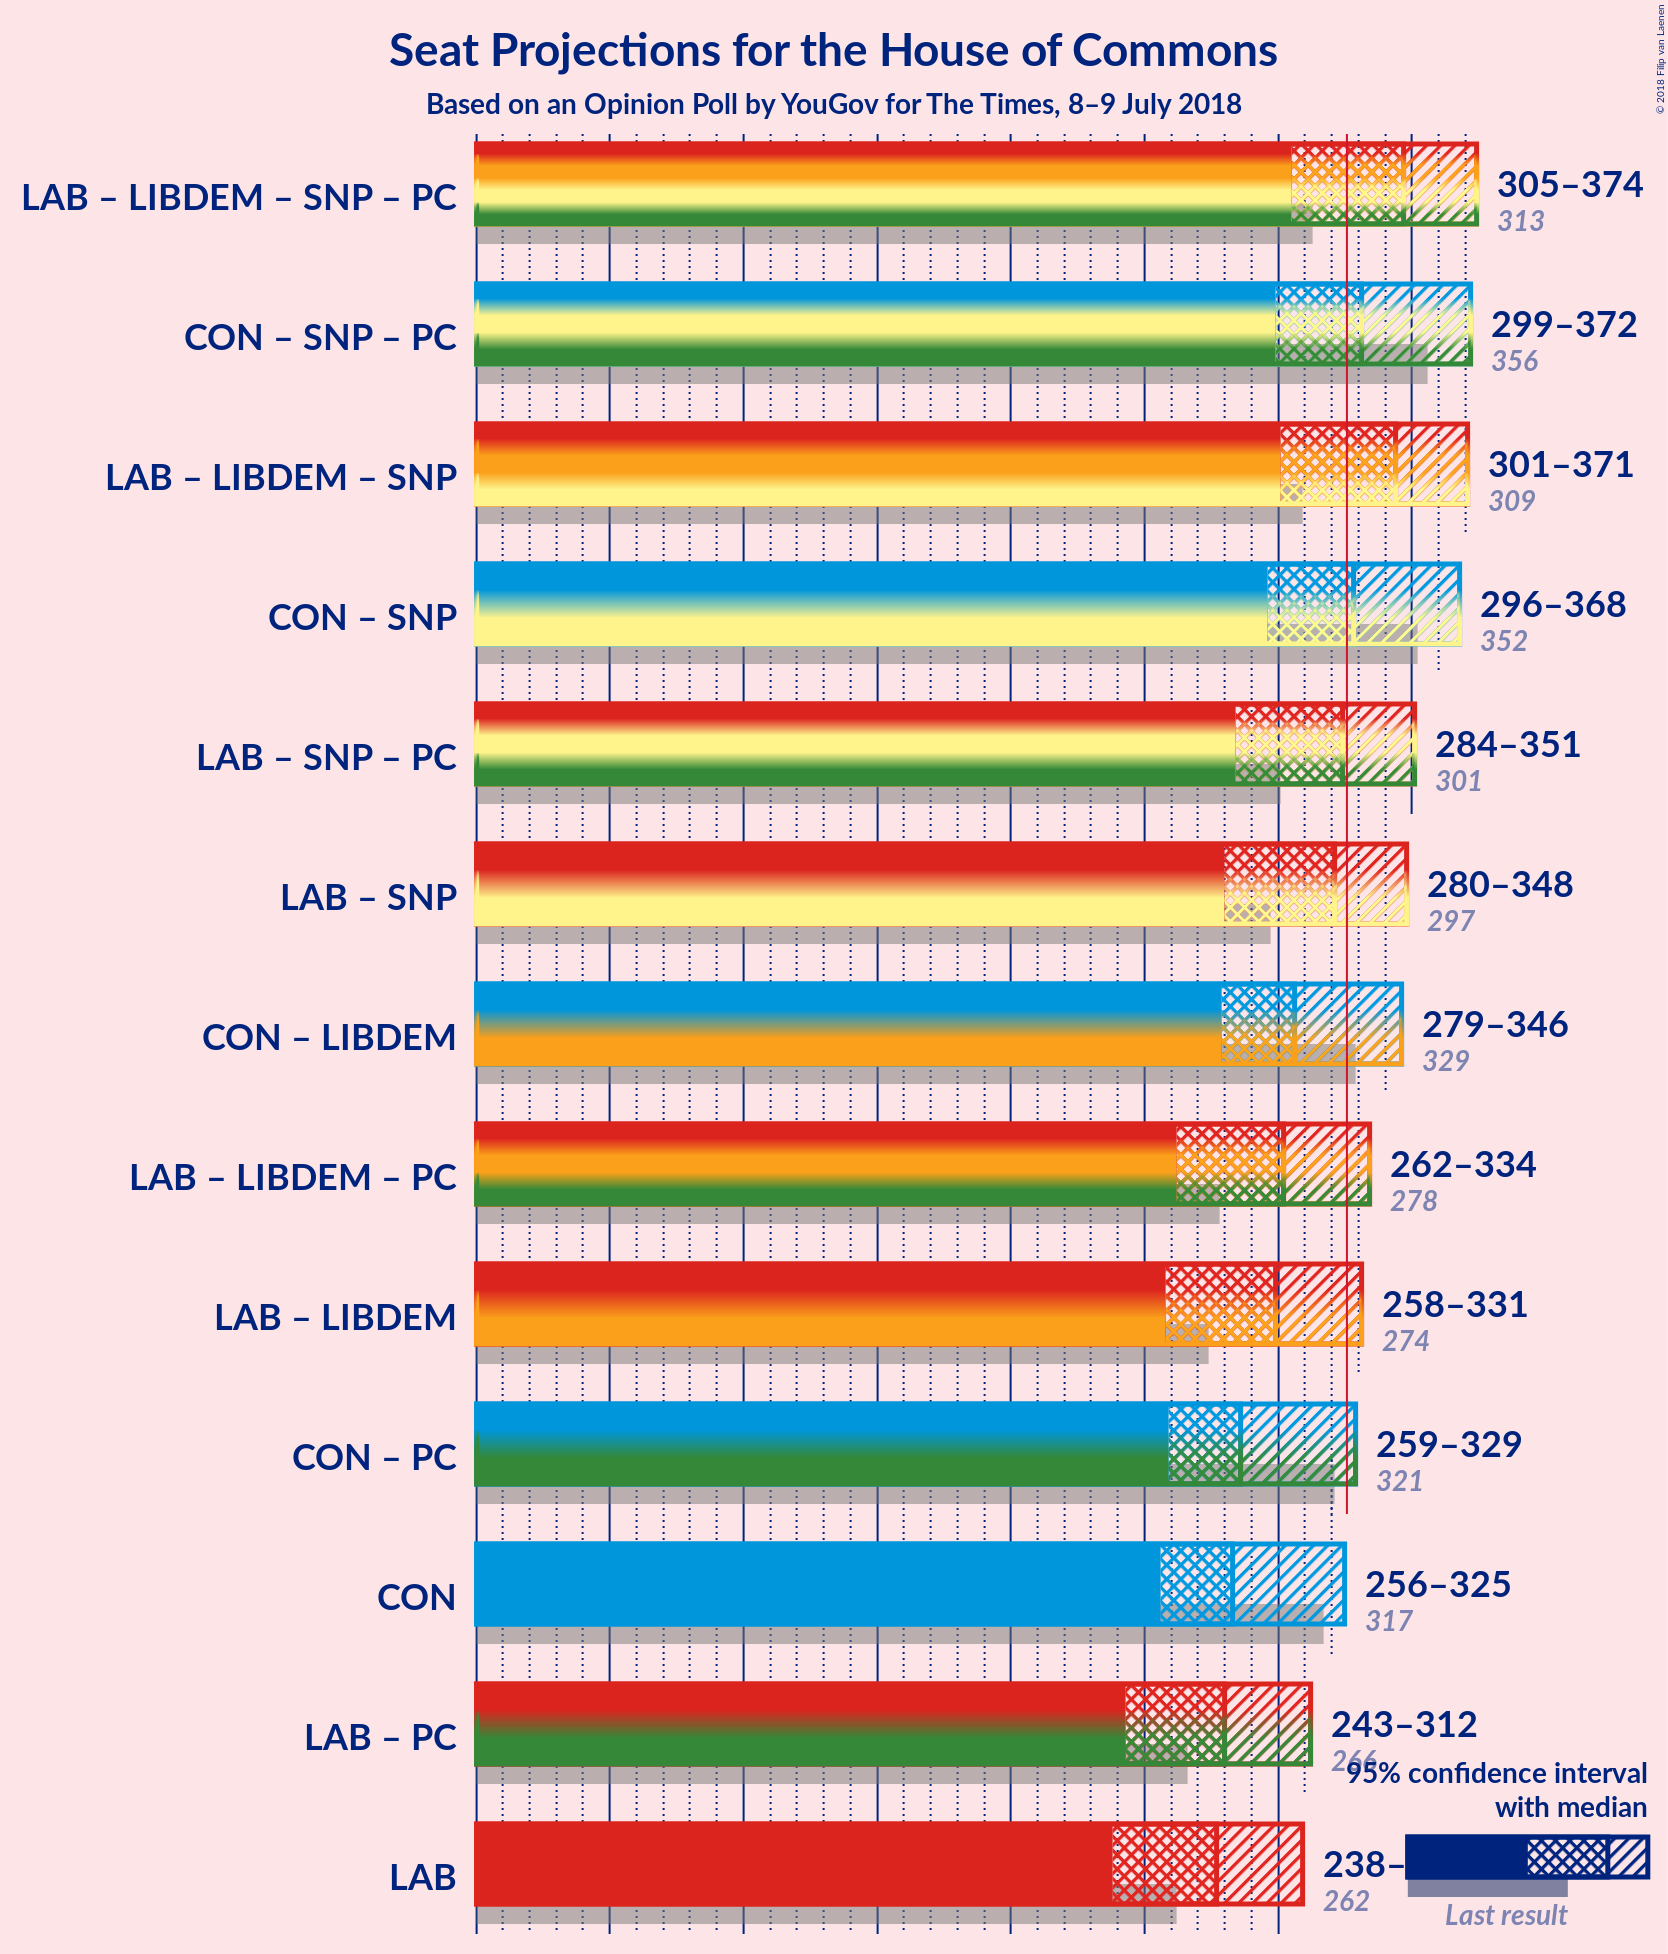 Seat Projections for the House of Commons
Based on an Opinion Poll by YouGov for The Times, 8–9 July 2018
© 2018 Filip van Laenen
LAB – LIBDEM – SNP – PC
305–374
313
CON – SNP – PC
299–372
356
LAB – LIBDEM – SNP
301–371
309
CON – SNP
296–368
352
LAB – SNP – PC
284–351
301
LAB – SNP
280–348
297
CON – LIBDEM
279–346
329
LAB – LIBDEM – PC
262–334
278
LAB – LIBDEM
258–331
274
CON – PC
259–329
321
CON
256–325
317
LAB – PC
243–312
266
95% confidence interval
with median
LAB
238–
262
Last result